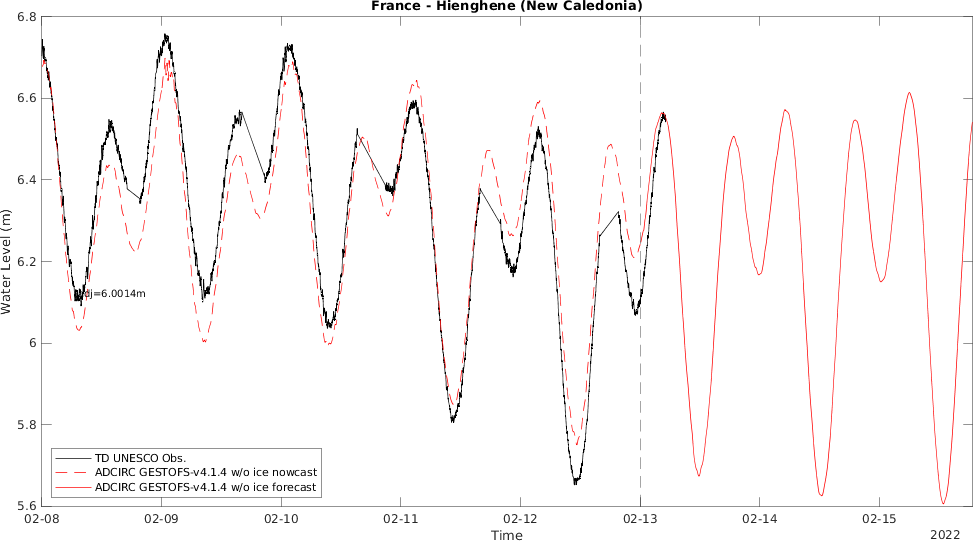 France - Hienghene (New Caledonia)
Water Level (m)
6.8
6.6
6.4
6.2
6
5.8
5.6
dj=6.0014m
TD UNESCO Obs.
ADCIRC GESTOFS-v4.1.4 w/o ice nowcast
ADCIRC GESTOFS-v4.1.4 w/o ice forecast
02-08 02-09 02-10 02-11 02-12 02-13 02-14 02-15
Time
2022